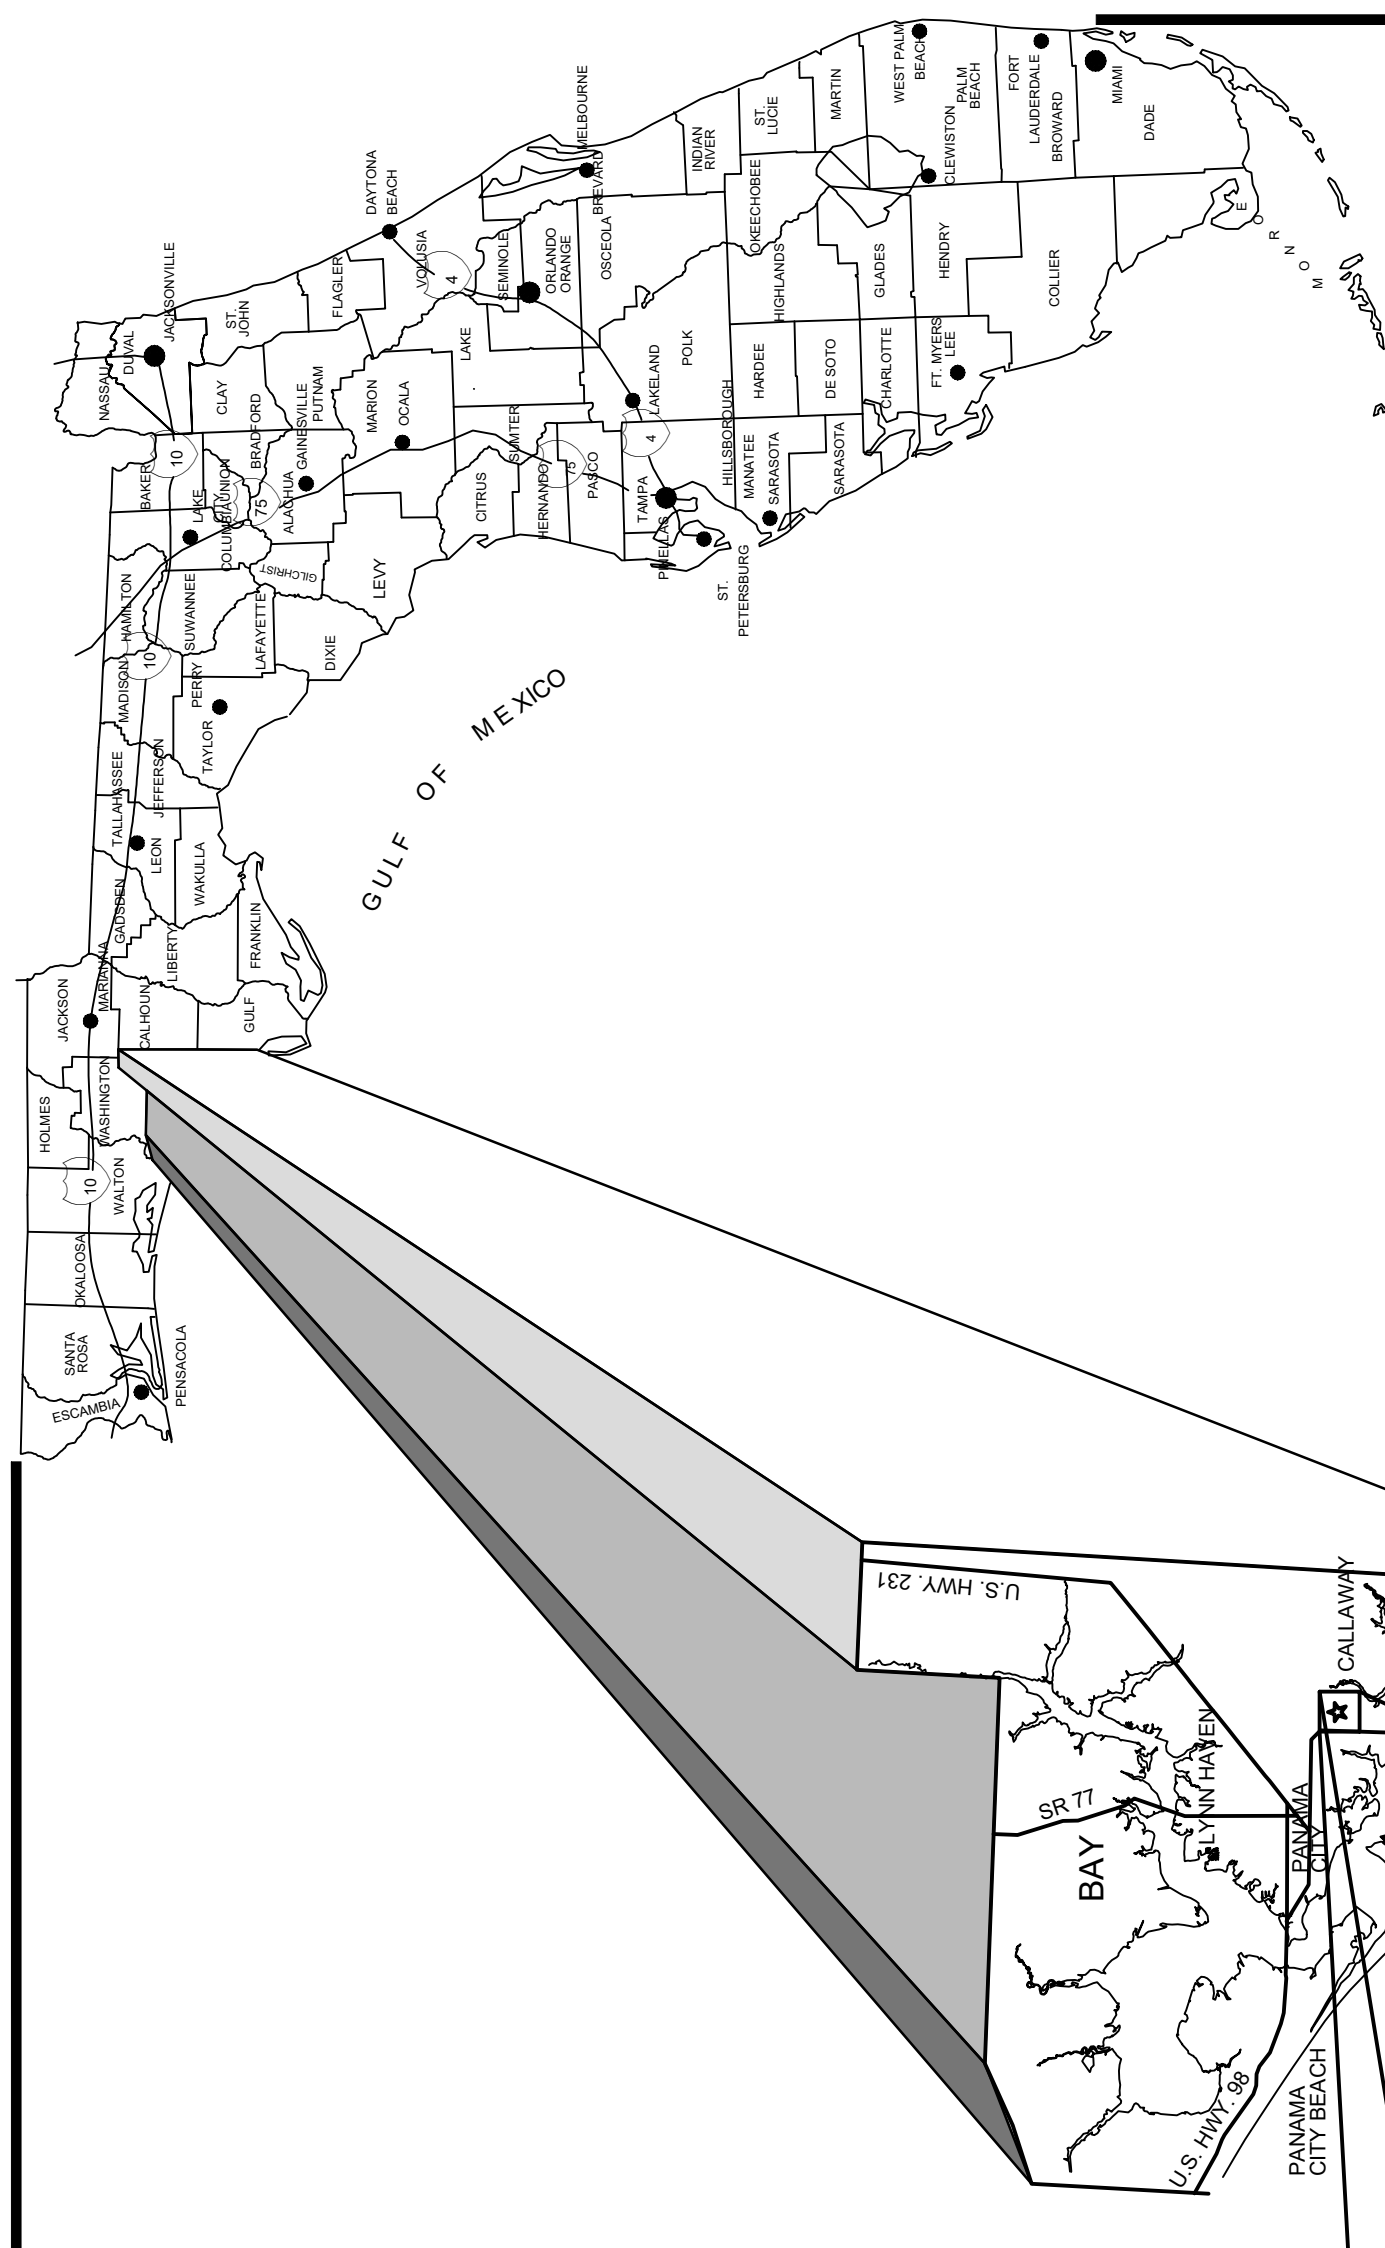 ESCAMBIA
SANTA
ROSA
PENSACOLA
OKALOOSA
WALTON
10
HOLMES
WASHINGTON
JACKSON
MARIANNA
CALHOUN
GULF
LIBERTY
FRANKLIN
GADSDEN
TALLAHASSEE
LEON
WAKULLA
JEFFERSON
MADISON
TAYLOR
PERRY
10
HAMILTON
SUWANNEE
LAFAYETTE
DIXIE
BAKER
LAKE
CITY
COLUMBIA
UNION
BRADFORD
75
ALACHUA
GAINESVILLE
GILCHRIST
LEVY
10
NASSAU
DUVAL
JACKSONVILLE
CLAY
ST.
JOHN
PUTNAM
FLAGLER
MARION
OCALA
DAYTONA
BEACH
VOLUSIA
4
SEMINOLE
LAKE
ORLANDO
ORANGE
CITRUS
SUMTER
HERNANDO
75
PASCO
TAMPA
PINELLAS
ST.
PETERSBURG
HILLSBOROUGH
4
LAKELAND
POLK
OSCEOLA
MELBOURNE
BREVARD
INDIAN
RIVER
ST.
LUCIE
OKEECHOBEE
MARTIN
MANATEE
SARASOTA
SARASOTA
HARDEE
DE SOTO
HIGHLANDS
GLADES
CHARLOTTE
FT. MYERS
LEE
HENDRY
COLLIER
CLEWISTON
WEST PALM
BEACH
PALM
BEACH
FORT
LAUDERDALE
BROWARD
MIAMI
DADE
MONROE
GULF OF MEXICO
U.S. HWY. 231
SR 77
BAY
LYNN HAVEN
CALLAWAY
PANAMA
CITY
PANAMA
CITY BEACH
U.S. HWY. 98